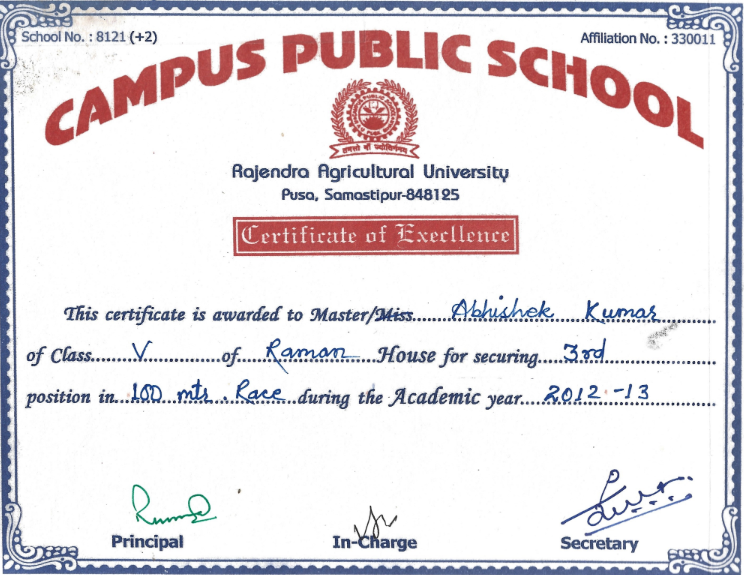 School No. : 8121 (+2)
Affiliation No. : 330011
CAMPUS PUBLIC SCHOOL
तमसो मां ज्योतिर्गमय
Rajendra Agricultural University
Pusa, Samastipur-848125
Certificate of Execllence
This certificate is awarded to Master/Miss Abhishek Kumar
of Class V of Raman House for securing 3rd
position in 100 mts. Race during the Academic year 2012-13
Principal
In-Charge
Secretary